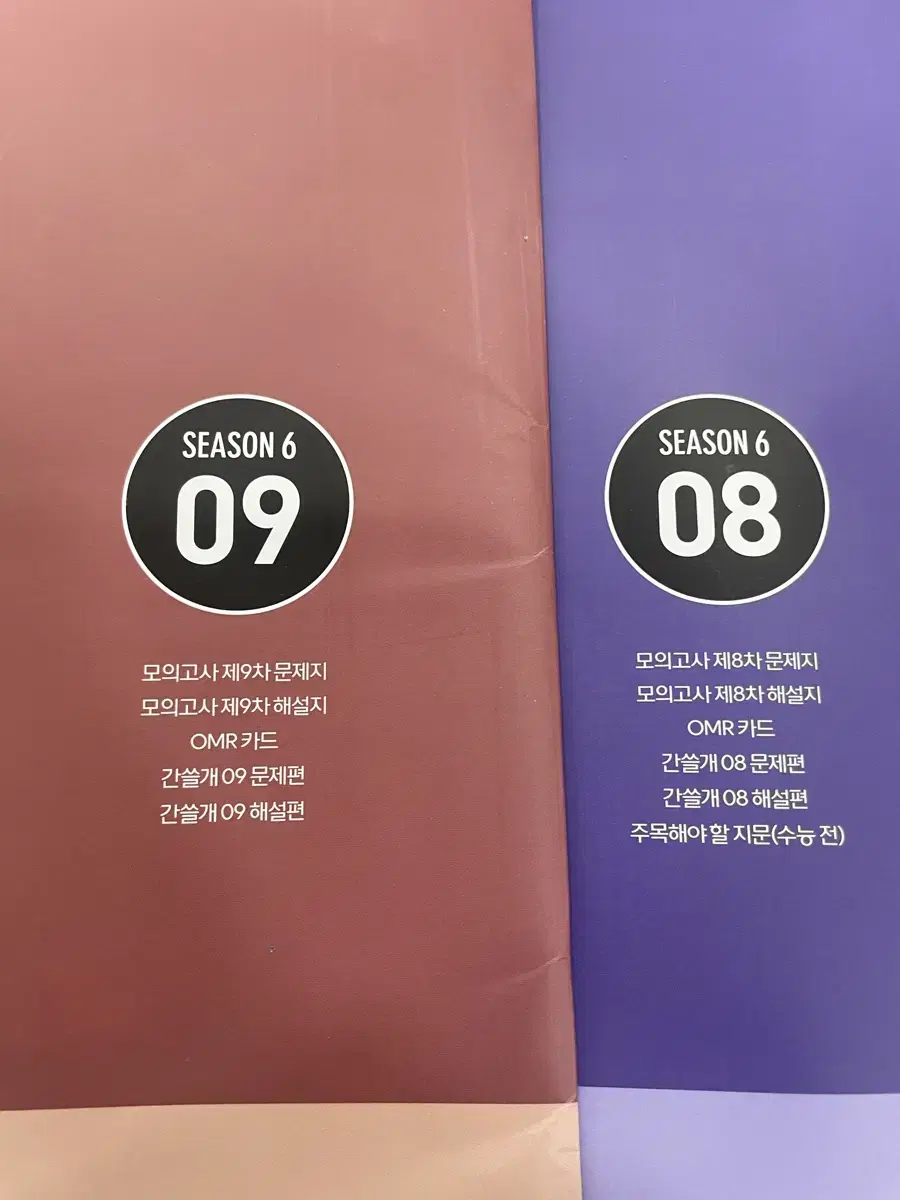 SEASON 6
09
모의고사 제9차 문제지
모의고사 제9차 해설지
OMR 카드
간쓸개 09 문제편
간쓸개 09 해설편
SEASON 6
08
모의고사 제8차 문제지
모의고사 제8차 해설지
OMR 카드
간쓸개 08 문제편
간쓸개 08 해설편
주목해야 할 지문(수능 전)